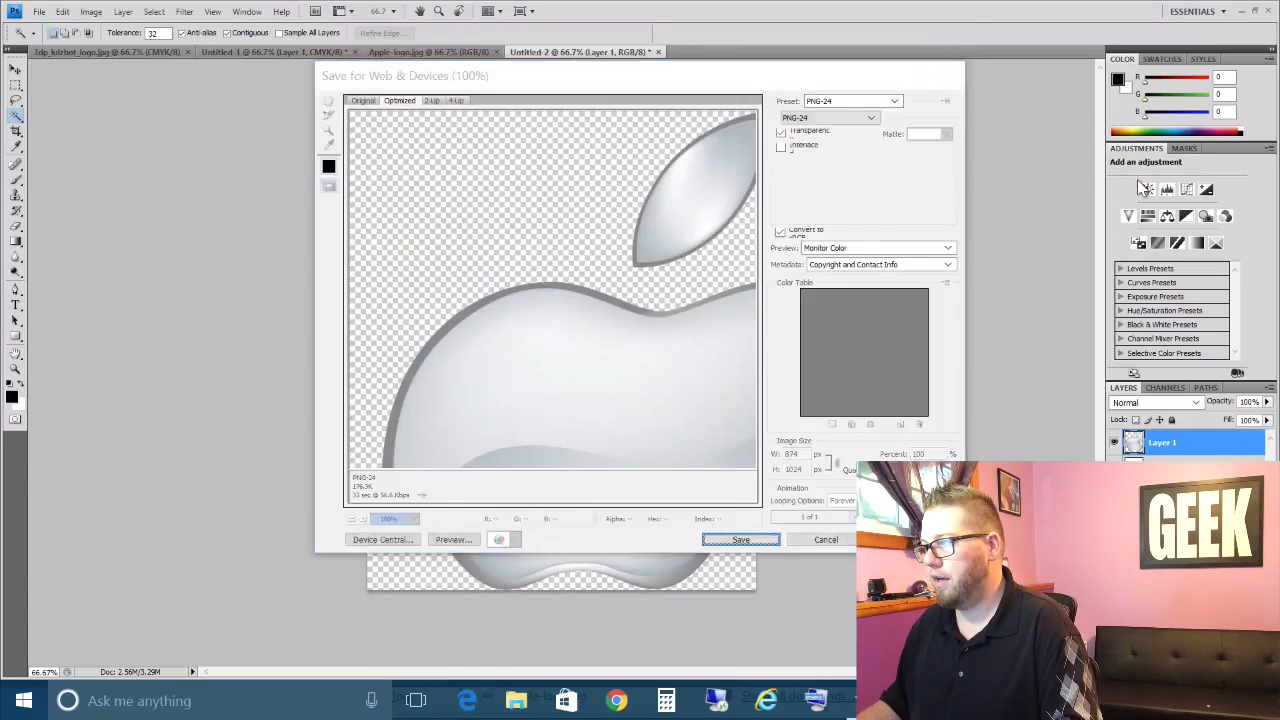 Ps File Edit Image Layer Select Filter View Window Help Br 66.7 ESSENTIALS
Tolerance: 32 Anti-alias Contiguous Sample All Layers Refine Edge...
3dp_lulzbot_logo.jpg @ 66.7% (CMYK/8) × Untitled-1 @ 66.7% (Layer 1, CMYK/8) * × Apple-logo.jpg @ 66.7% (RGB/8) × Untitled-2 @ 66.7% (Layer 1, RGB/8) * ×
Save for Web & Devices (100%)
Original Optimized 2-Up 4-Up
Preset: PNG-24
PNG-24
Transparenc
Matte:
Interlace
Convert to
Preview: Monitor Color
Metadata: Copyright and Contact Info
Color Table
Image Size
W: 874 px Percent: 100 %
H: 1024 px
Animation
Looping Options: Forever
1 of 1
PNG-24
176.3K
33 sec @ 56.6 Kbps
100% R: -- G: -- B: -- Alpha: -- Hex: -- Index: --
Device Central... Preview... Save Cancel
COLOR SWATCHES STYLES
R 0
G 0
B 0
ADJUSTMENTS MASKS
Add an adjustment
Levels Presets
Curves Presets
Exposure Presets
Hue/Saturation Presets
Black & White Presets
Channel Mixer Presets
Selective Color Presets
LAYERS CHANNELS PATHS
Normal Opacity: 100%
Lock: Fill: 100%
Layer 1
GEEK
66.67% Doc: 2.56M/3.29M
Ask me anything